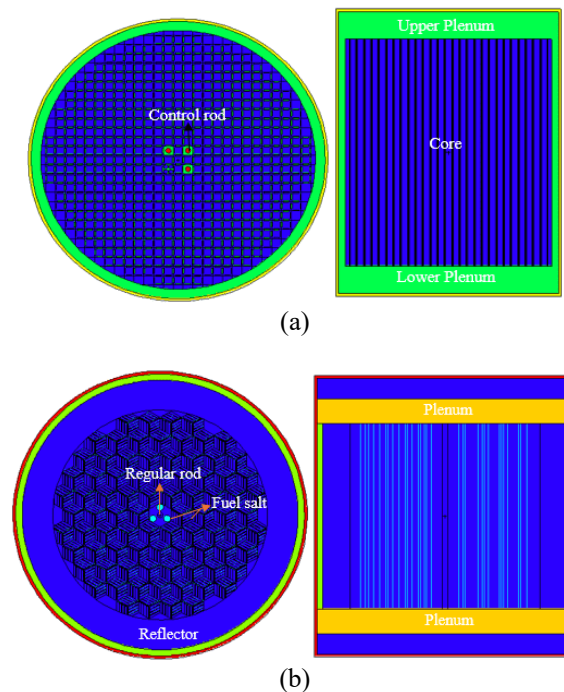 Upper Plenum
Control rod
Core
Lower Plenum
(a)
Plenum
Regular rod
Fuel salt
Plenum
Reflector
(b)